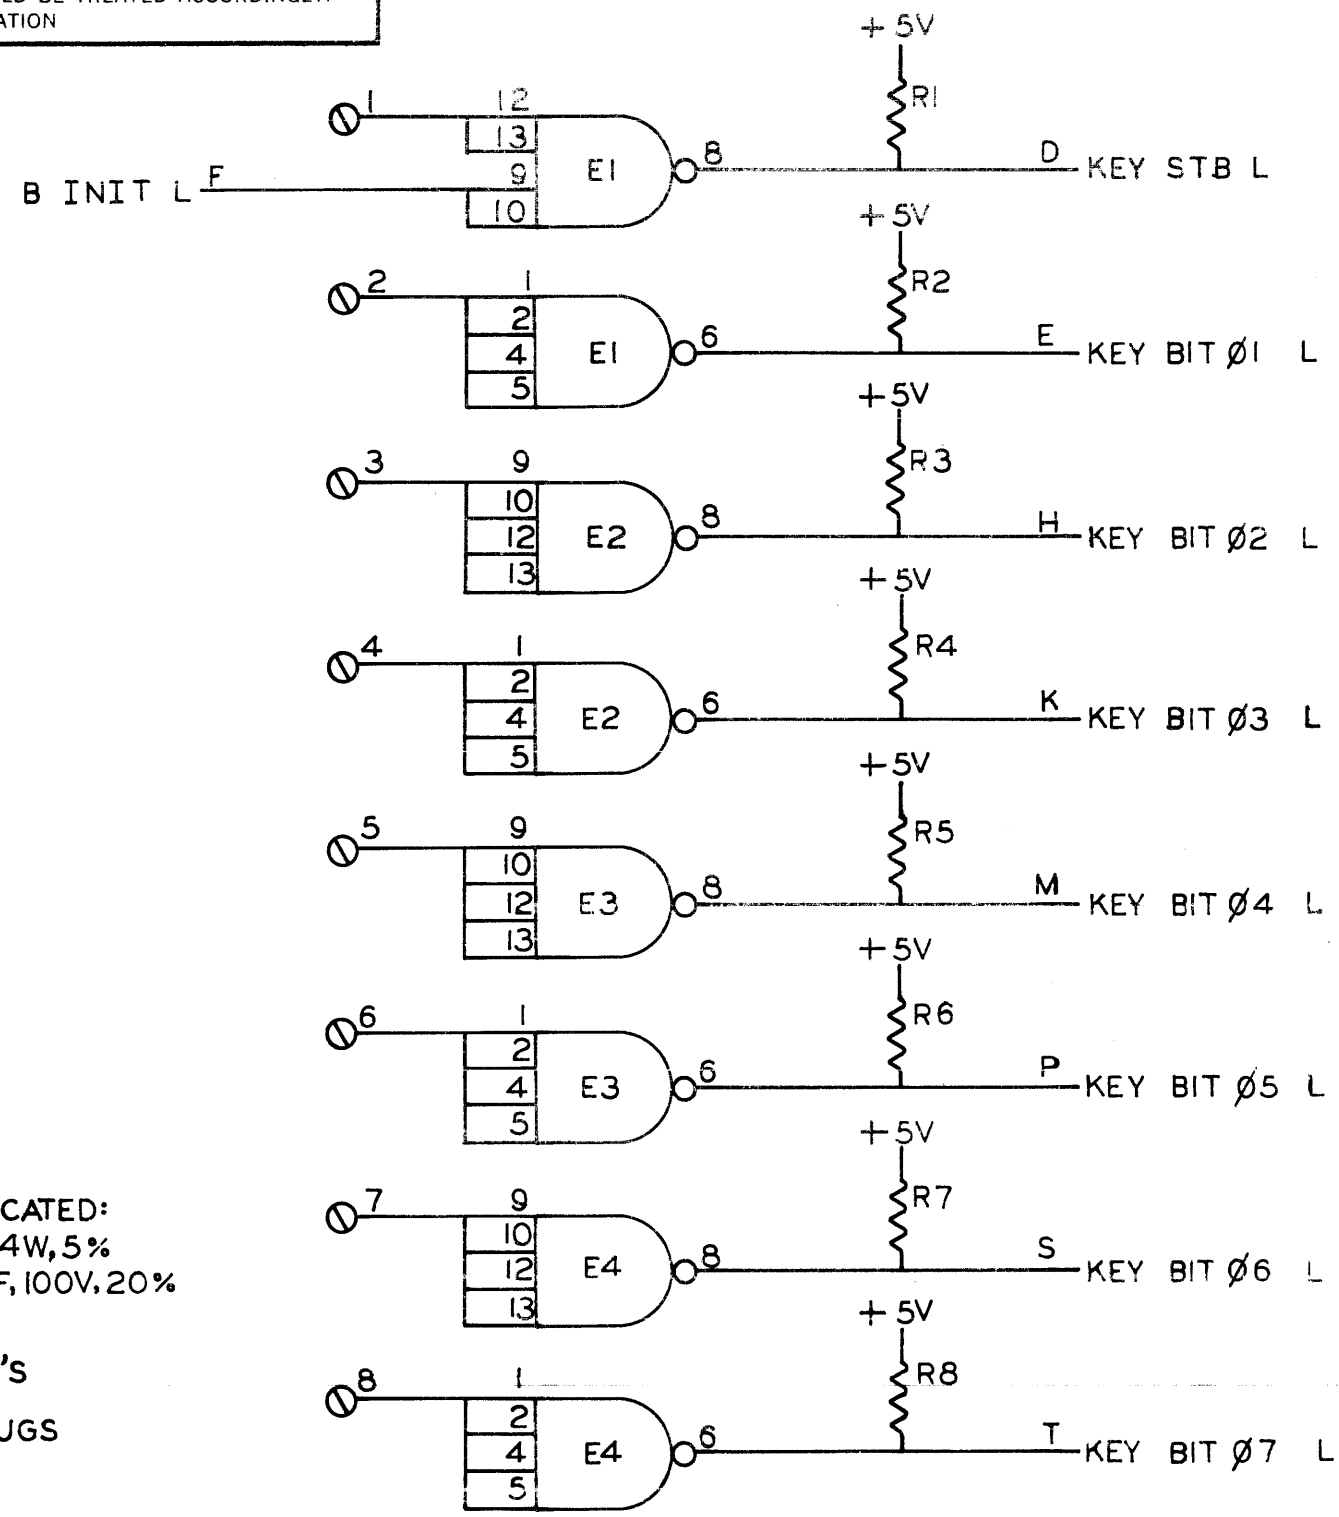 ATION
+5V
R1
1
12
13
9
10
E1
8
D
KEY STB L
B INIT L
F
+5V
R2
2
1
2
4
5
E1
6
E
KEY BIT Ø1 L
+5V
R3
3
9
10
12
13
E2
8
H
KEY BIT Ø2 L
+5V
R4
4
1
2
4
5
E2
6
K
KEY BIT Ø3 L
+5V
R5
5
9
10
12
13
E3
8
M
KEY BIT Ø4 L
+5V
R6
6
1
2
4
5
E3
6
P
KEY BIT Ø5 L
+5V
R7
7
9
10
12
13
E4
8
S
KEY BIT Ø6 L
+5V
R8
8
1
2
4
5
E4
6
T
KEY BIT Ø7 L
CATED:
4W, 5%
F, 100V, 20%
'S
UGS